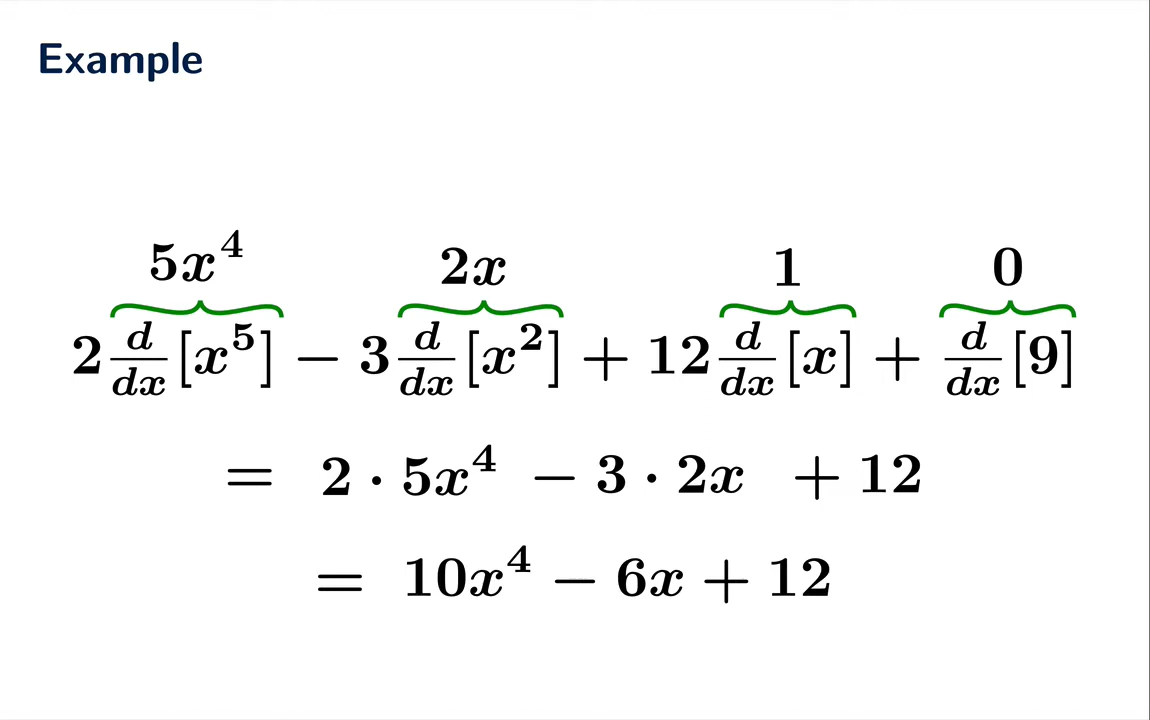 Example
5x⁴ 2x 1 0
2 d/dx [x⁵] − 3 d/dx [x²] + 12 d/dx [x] + d/dx [9]
= 2 · 5x⁴ − 3 · 2x + 12
= 10x⁴ − 6x + 12